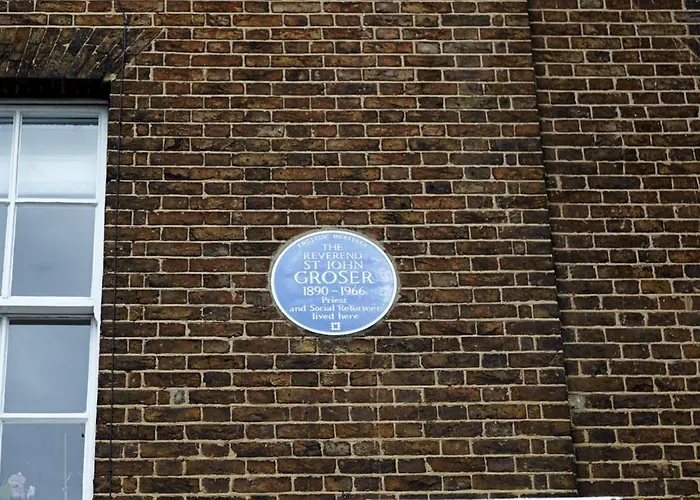 ENGLISH HERITAGE
THE
REVEREND
ST JOHN
GROSER
1890-1966
Priest
and Social Reformer
lived here